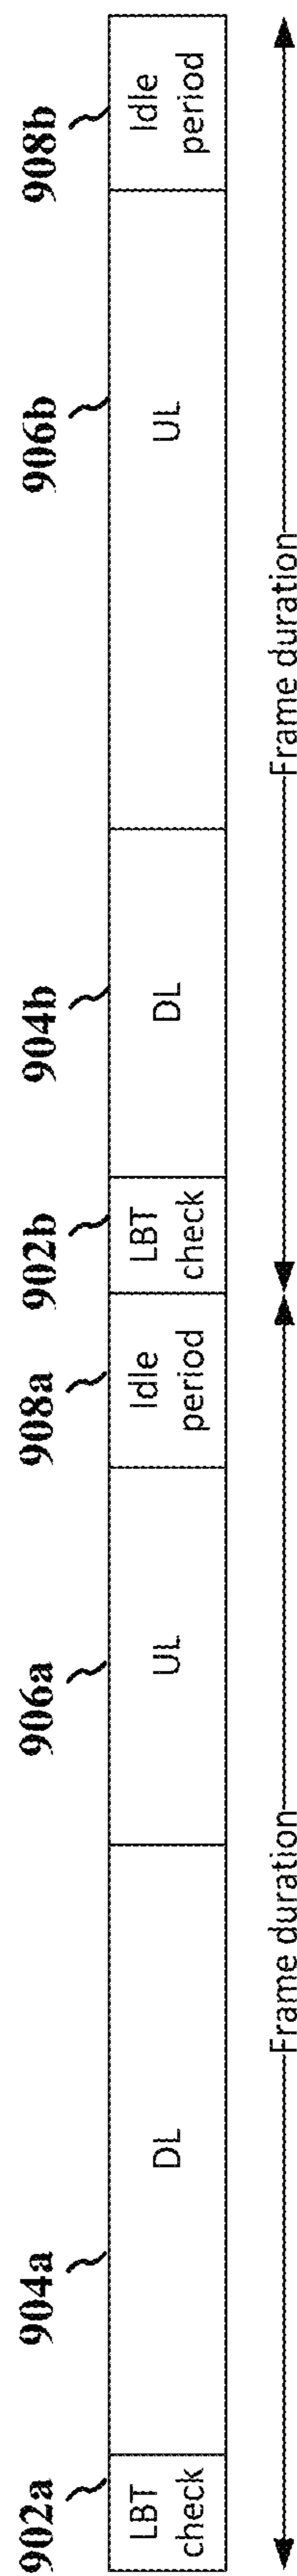 902a
904a
906a
908a
902b
904b
906b
908b
LBT
check
DL
UL
Idle
period
LBT
check
DL
UL
Idle
period
Frame duration
Frame duration